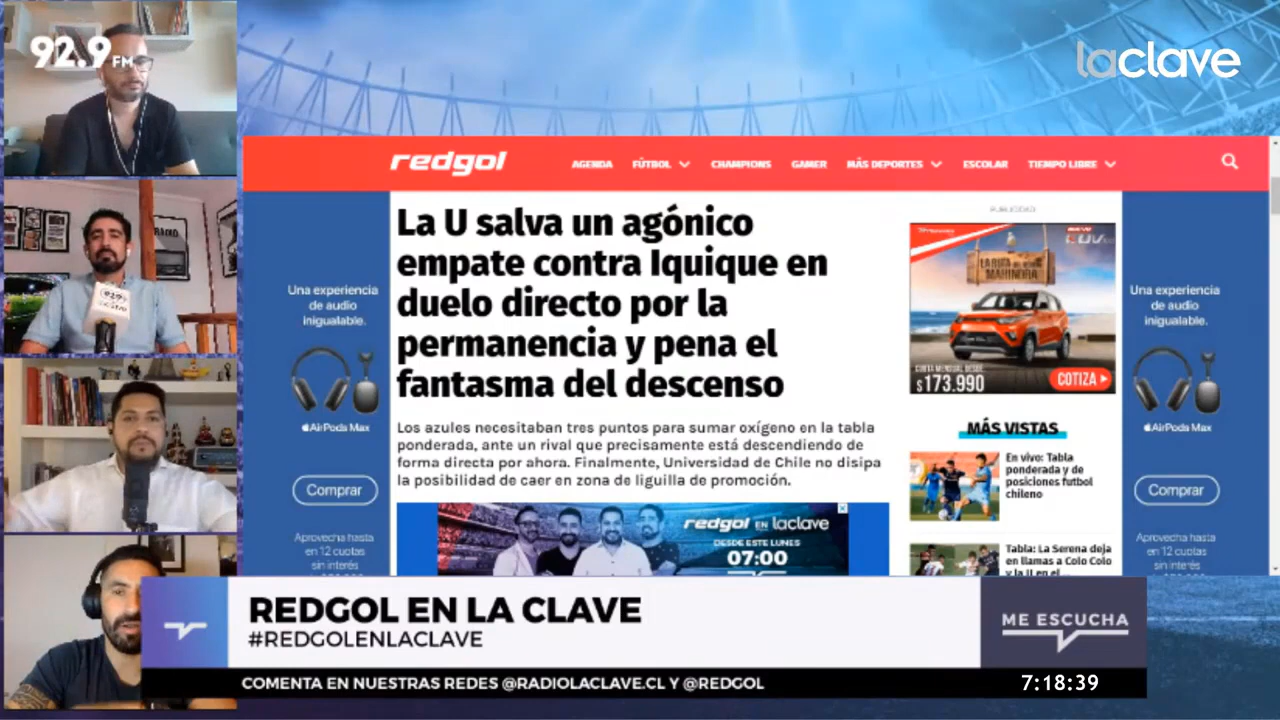 92.9 FM
laclave
redgol
AGENDA
FÚTBOL
CHAMPIONS
GAMER
MÁS DEPORTES
ESCOLAR
TIEMPO LIBRE
La U salva un agónico
empate contra Iquique en
duelo directo por la
permanencia y pena el
fantasma del descenso
Los azules necesitaban tres puntos para sumar oxígeno en la tabla
ponderada, ante un rival que precisamente está descendiendo de
forma directa por ahora. Finalmente, Universidad de Chile no disipa
la posibilidad de caer en zona de liguilla de promoción.
redgol EN laclave
DESDE ESTE LUNES
07:00
Una experiencia
de audio
inigualable.
AirPods Max
Comprar
Aprovecha hasta
en 12 cuotas
sin interés
PUBLICIDAD
MAHINDRA
CUOTA MENSUAL DESDE
$173.990
COTIZA
MÁS VISTAS
En vivo: Tabla
ponderada y de
posiciones futbol
chileno
Tabla: La Serena deja
en llamas a Colo Colo
y la U en el
Una experiencia
de audio
inigualable.
AirPods Max
Comprar
Aprovecha hasta
en 12 cuotas
sin interés
REDGOL EN LA CLAVE
#REDGOLENLACLAVE
ME ESCUCHA
COMENTA EN NUESTRAS REDES @RADIOLACLAVE.CL Y @REDGOL
7:18:39